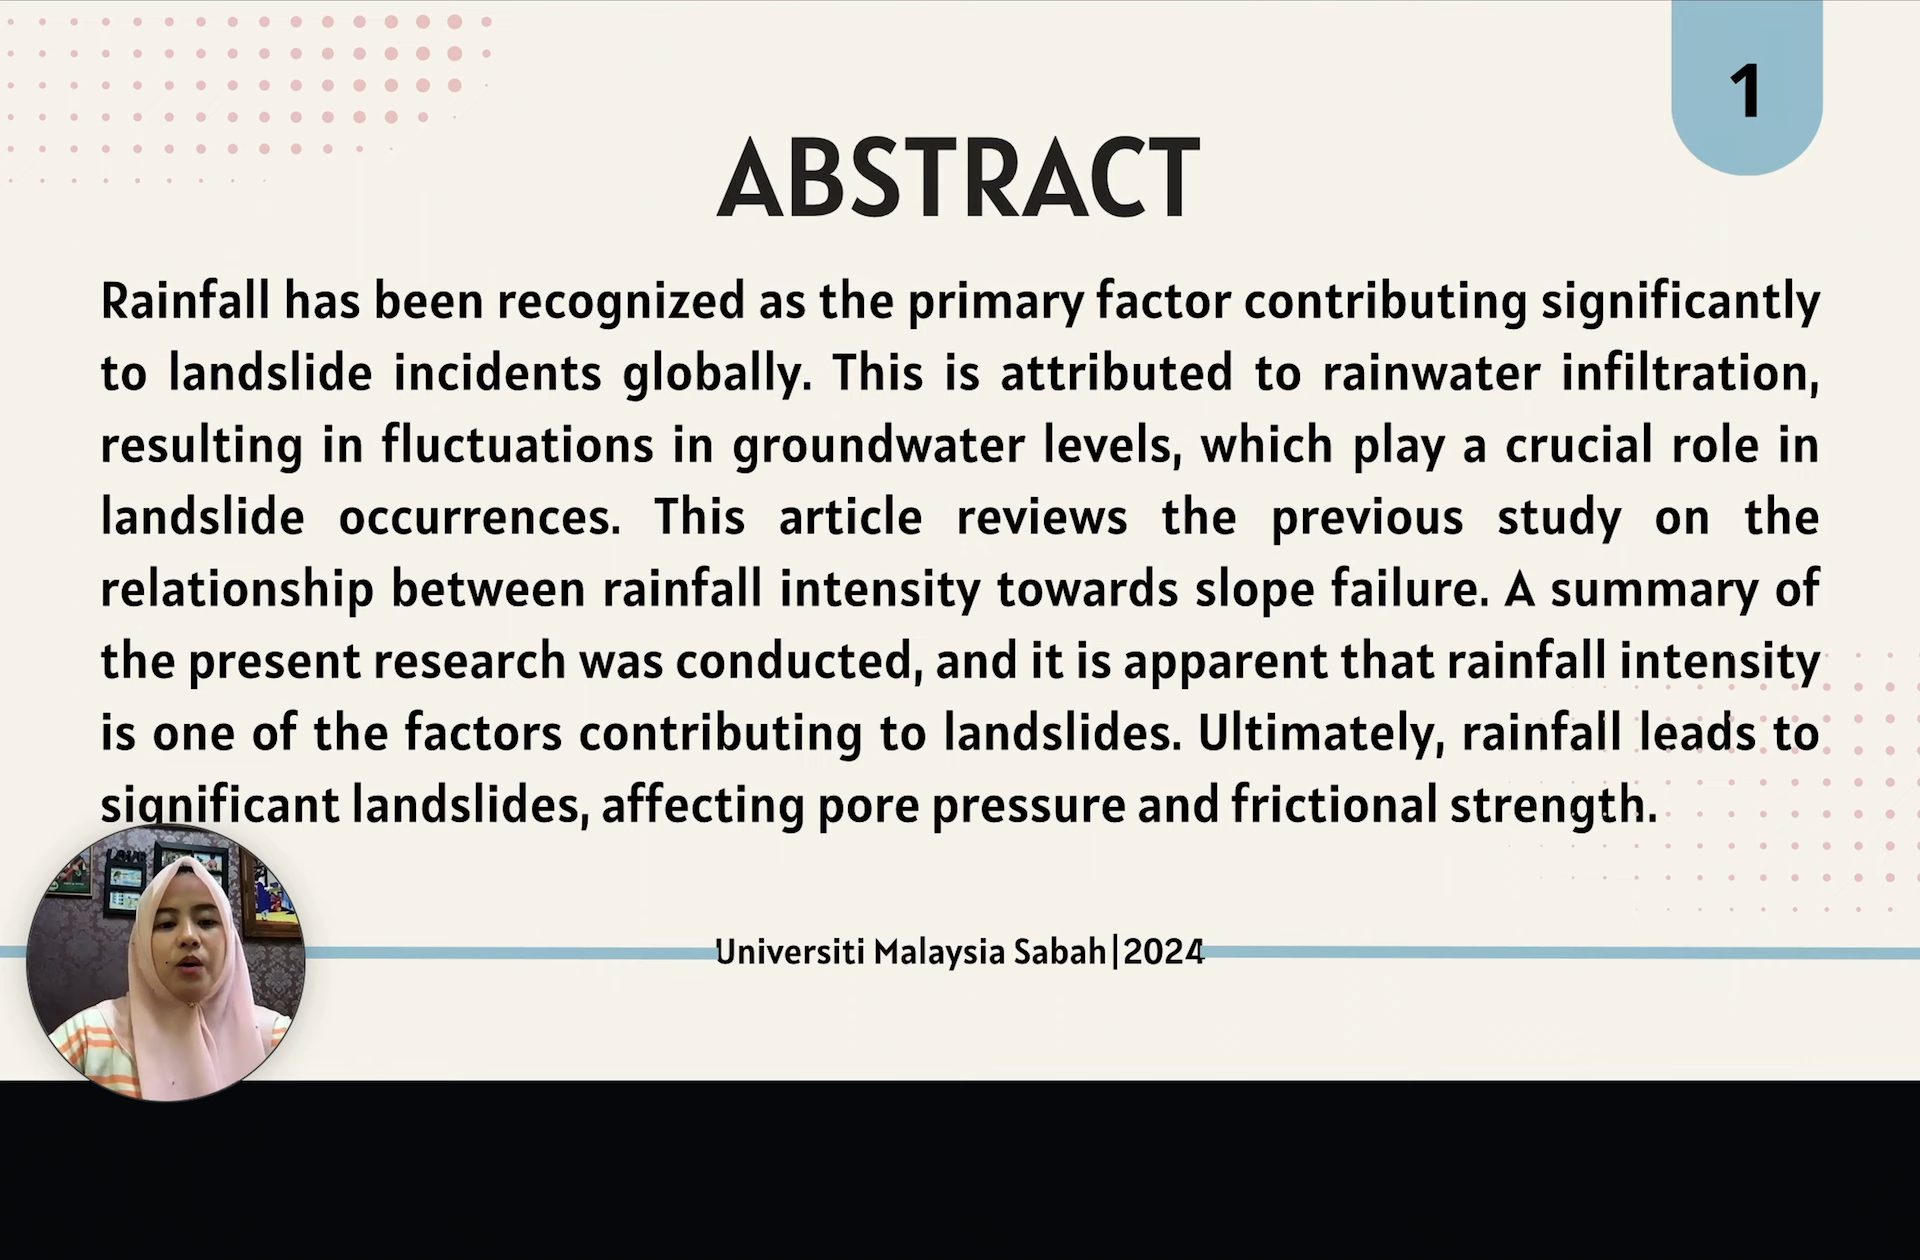 1
ABSTRACT
Rainfall has been recognized as the primary factor contributing significantly
to landslide incidents globally. This is attributed to rainwater infiltration,
resulting in fluctuations in groundwater levels, which play a crucial role in
landslide occurrences. This article reviews the previous study on the
relationship between rainfall intensity towards slope failure. A summary of
the present research was conducted, and it is apparent that rainfall intensity
is one of the factors contributing to landslides. Ultimately, rainfall leads to
significant landslides, affecting pore pressure and frictional strength.
Universiti Malaysia Sabah|2024